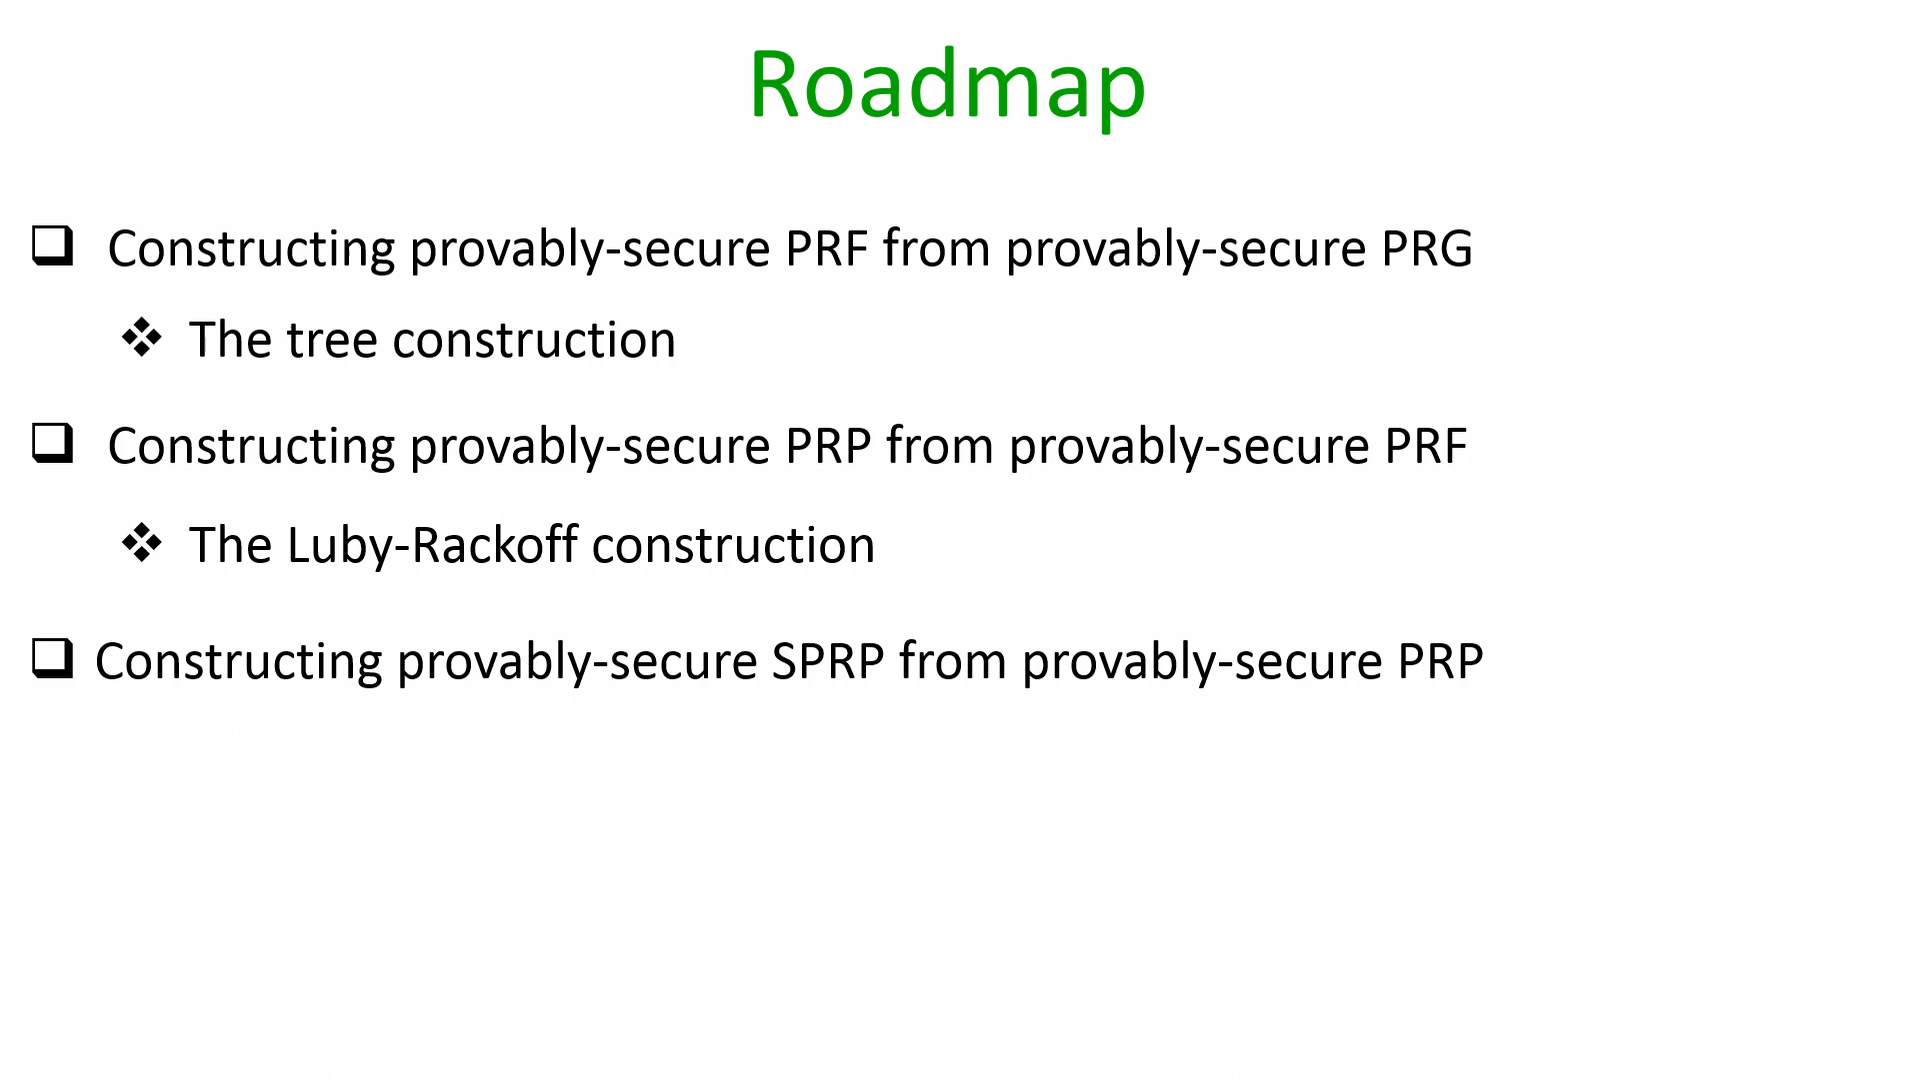 Roadmap
Constructing provably-secure PRF from provably-secure PRG
The tree construction
Constructing provably-secure PRP from provably-secure PRF
The Luby-Rackoff construction
Constructing provably-secure SPRP from provably-secure PRP